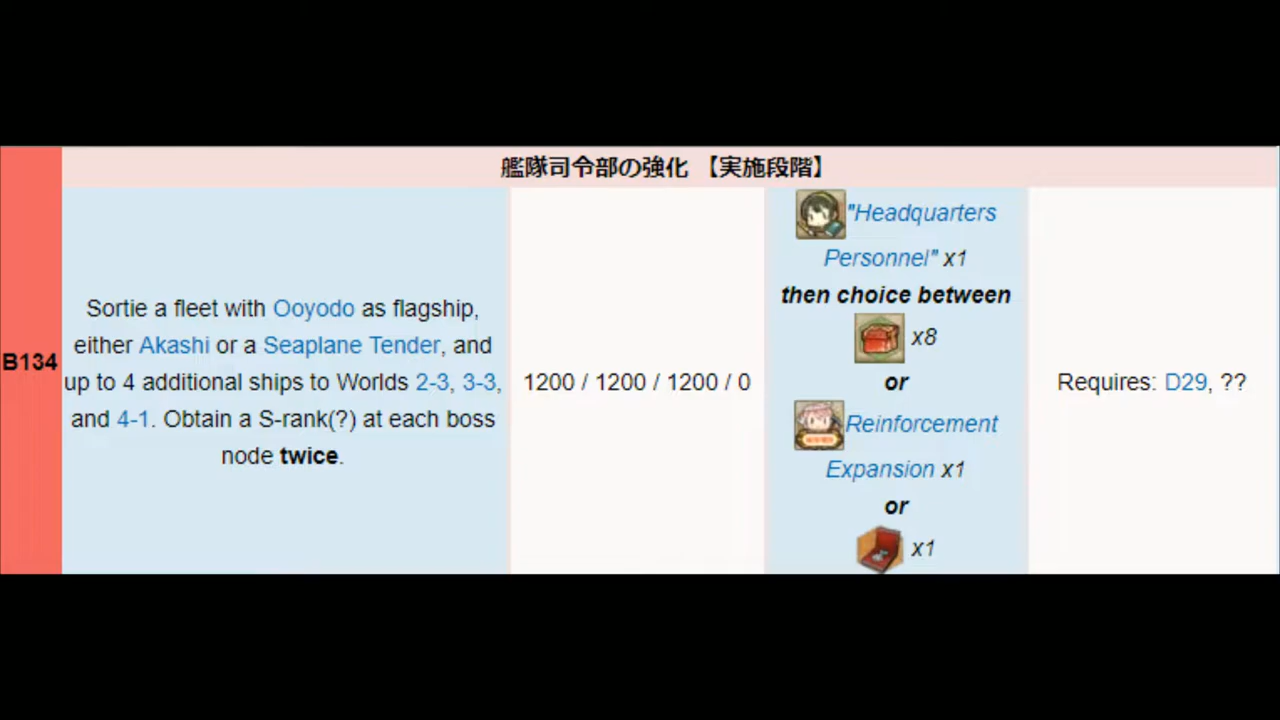 艦隊司令部の強化 【実施段階】
B134
Sortie a fleet with Ooyodo as flagship,
either Akashi or a Seaplane Tender, and
up to 4 additional ships to Worlds 2-3, 3-3,
and 4-1. Obtain a S-rank(?) at each boss
node twice.
1200 / 1200 / 1200 / 0
"Headquarters
Personnel" x1
then choice between
x8
or
Reinforcement
Expansion x1
or
x1
Requires: D29, ??